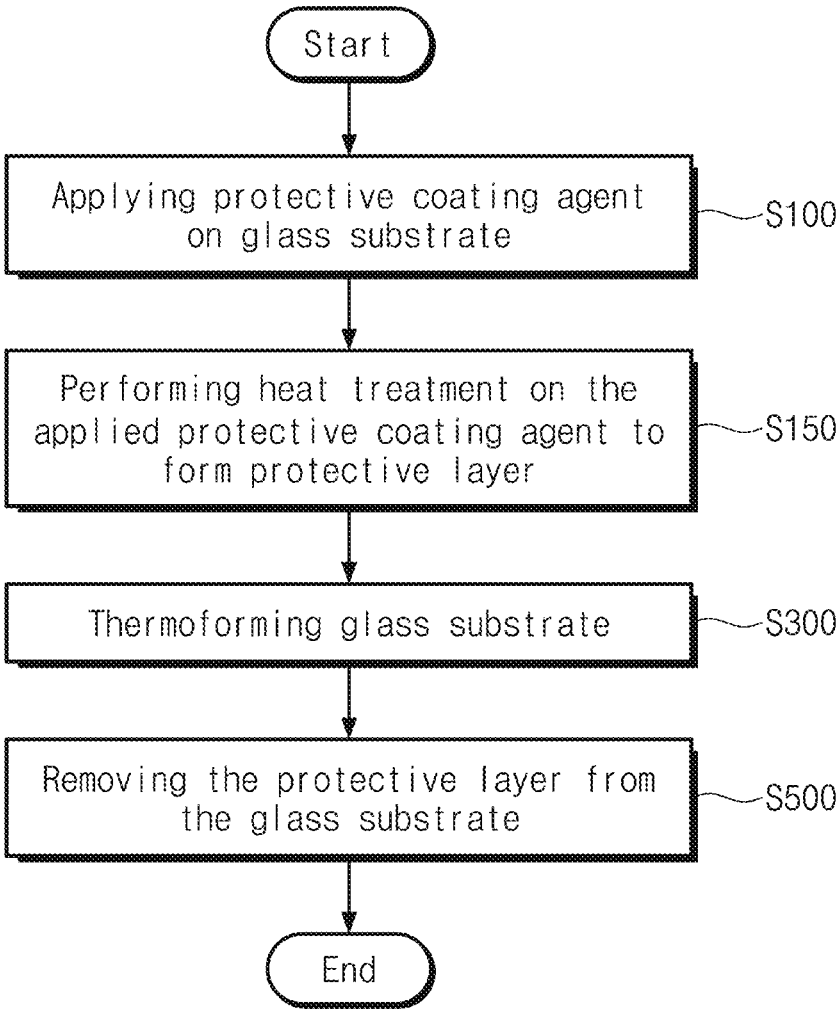 Start
Applying protective coating agent
on glass substrate
S100
Performing heat treatment on the
applied protective coating agent to
form protective layer
S150
Thermoforming glass substrate
S300
Removing the protective layer from
the glass substrate
S500
End